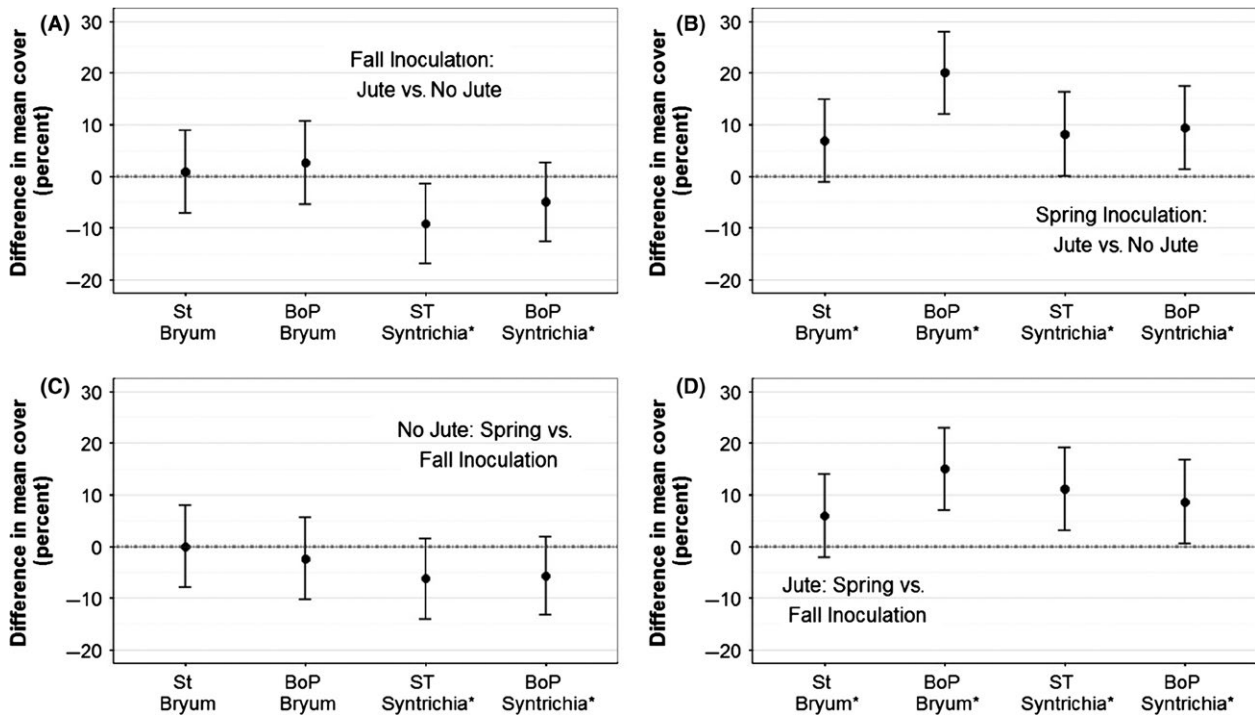 (A)
Difference in mean cover
(percent)
30
20
10
0
–10
–20
Fall Inoculation:
Jute vs. No Jute
St
Bryum
BoP
Bryum
ST
Syntrichia*
BoP
Syntrichia*
(B)
Difference in mean cover
(percent)
30
20
10
0
–10
–20
Spring Inoculation:
Jute vs. No Jute
St
Bryum*
BoP
Bryum*
ST
Syntrichia*
BoP
Syntrichia*
(C)
Difference in mean cover
(percent)
30
20
10
0
–10
–20
No Jute: Spring vs.
Fall Inoculation
St
Bryum
BoP
Bryum
ST
Syntrichia*
BoP
Syntrichia*
(D)
Difference in mean cover
(percent)
30
20
10
0
–10
–20
Jute: Spring vs.
Fall Inoculation
St
Bryum*
BoP
Bryum*
ST
Syntrichia*
BoP
Syntrichia*